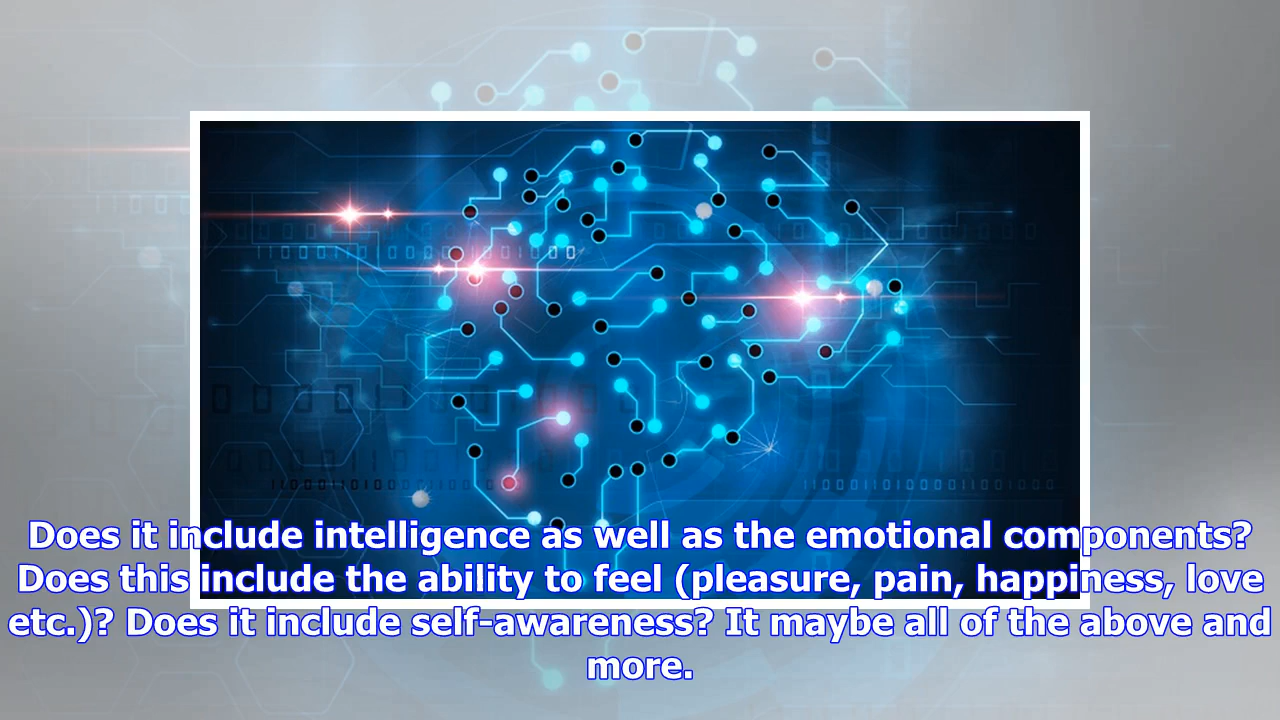 Does it include intelligence as well as the emotional components?
Does this include the ability to feel (pleasure, pain, happiness, love
etc.)? Does it include self-awareness? It maybe all of the above and
more.